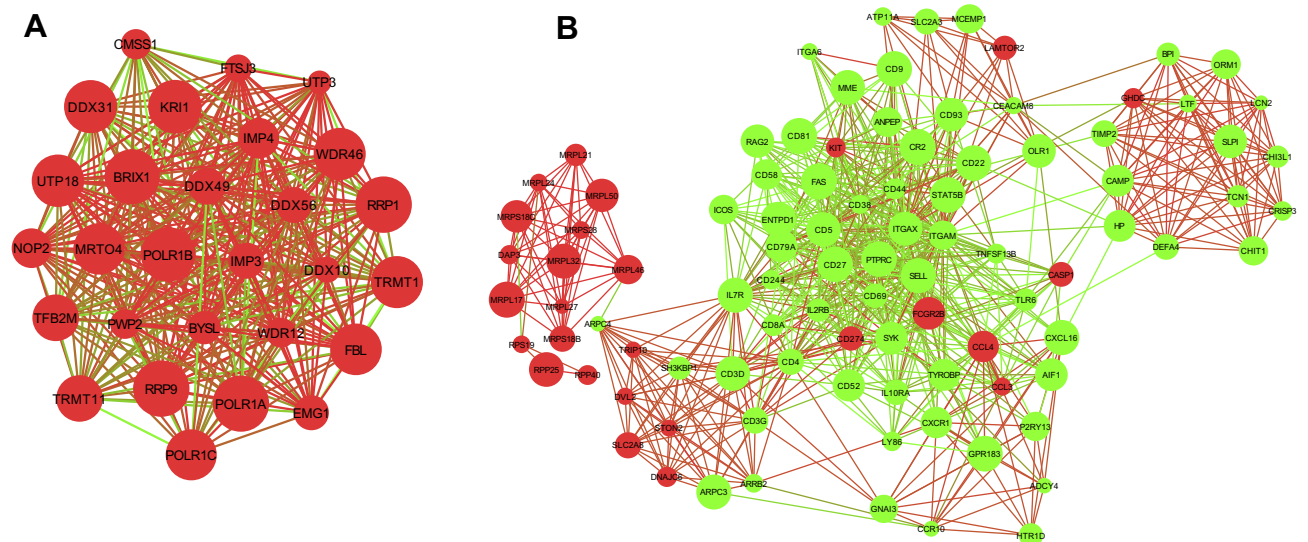 A
CMSS1
FTSJ3
UTP3
DDX31
KRI1
IMP4
WDR46
UTP18
BRIX1
DDX49
DDX56
RRP1
NOP2
MRTO4
POLR1B
IMP3
DDX10
TRMT1
TFB2M
PWP2
BYSL
WDR12
FBL
TRMT11
RRP9
POLR1A
EMG1
POLR1C
B
ATP11A
SLC2A3
MCEMP1
LAMTOR2
ITGA6
CD9
MME
CEACAM8
BPI
ORM1
GHDC
LTF
LCN2
ANPEP
CD93
CD81
RAG2
KIT
CR2
CD22
OLR1
TIMP2
SLPI
CHI3L1
MRPL21
MRPL24
MRPL50
CD58
FAS
CD44
STAT5B
CAMP
TCN1
CRISP3
MRPS18C
MRPS28
ICOS
ENTPD1
CD38
CD5
ITGAX
ITGAM
HP
DAP3
MRPL32
MRPL46
CD79A
CD27
PTPRC
TNFSF13B
DEFA4
CHIT1
CD244
SELL
CASP1
MRPL17
MRPL27
IL7R
CD69
TLR6
IL2RB
FCGR2B
ARPC4
CD8A
RPS19
MRPS18B
TRIP10
CD274
SYK
CCL4
CXCL16
RPP25
RPP40
SH3KBP1
CD3D
CD4
CD52
IL10RA
TYROBP
CCL3
AIF1
DVL2
CD3G
STON2
SLC2A8
LY86
CXCR1
P2RY13
DNAJC6
ARPC3
ARRB2
GPR183
ADCY4
GNAI3
CCR10
HTR1D